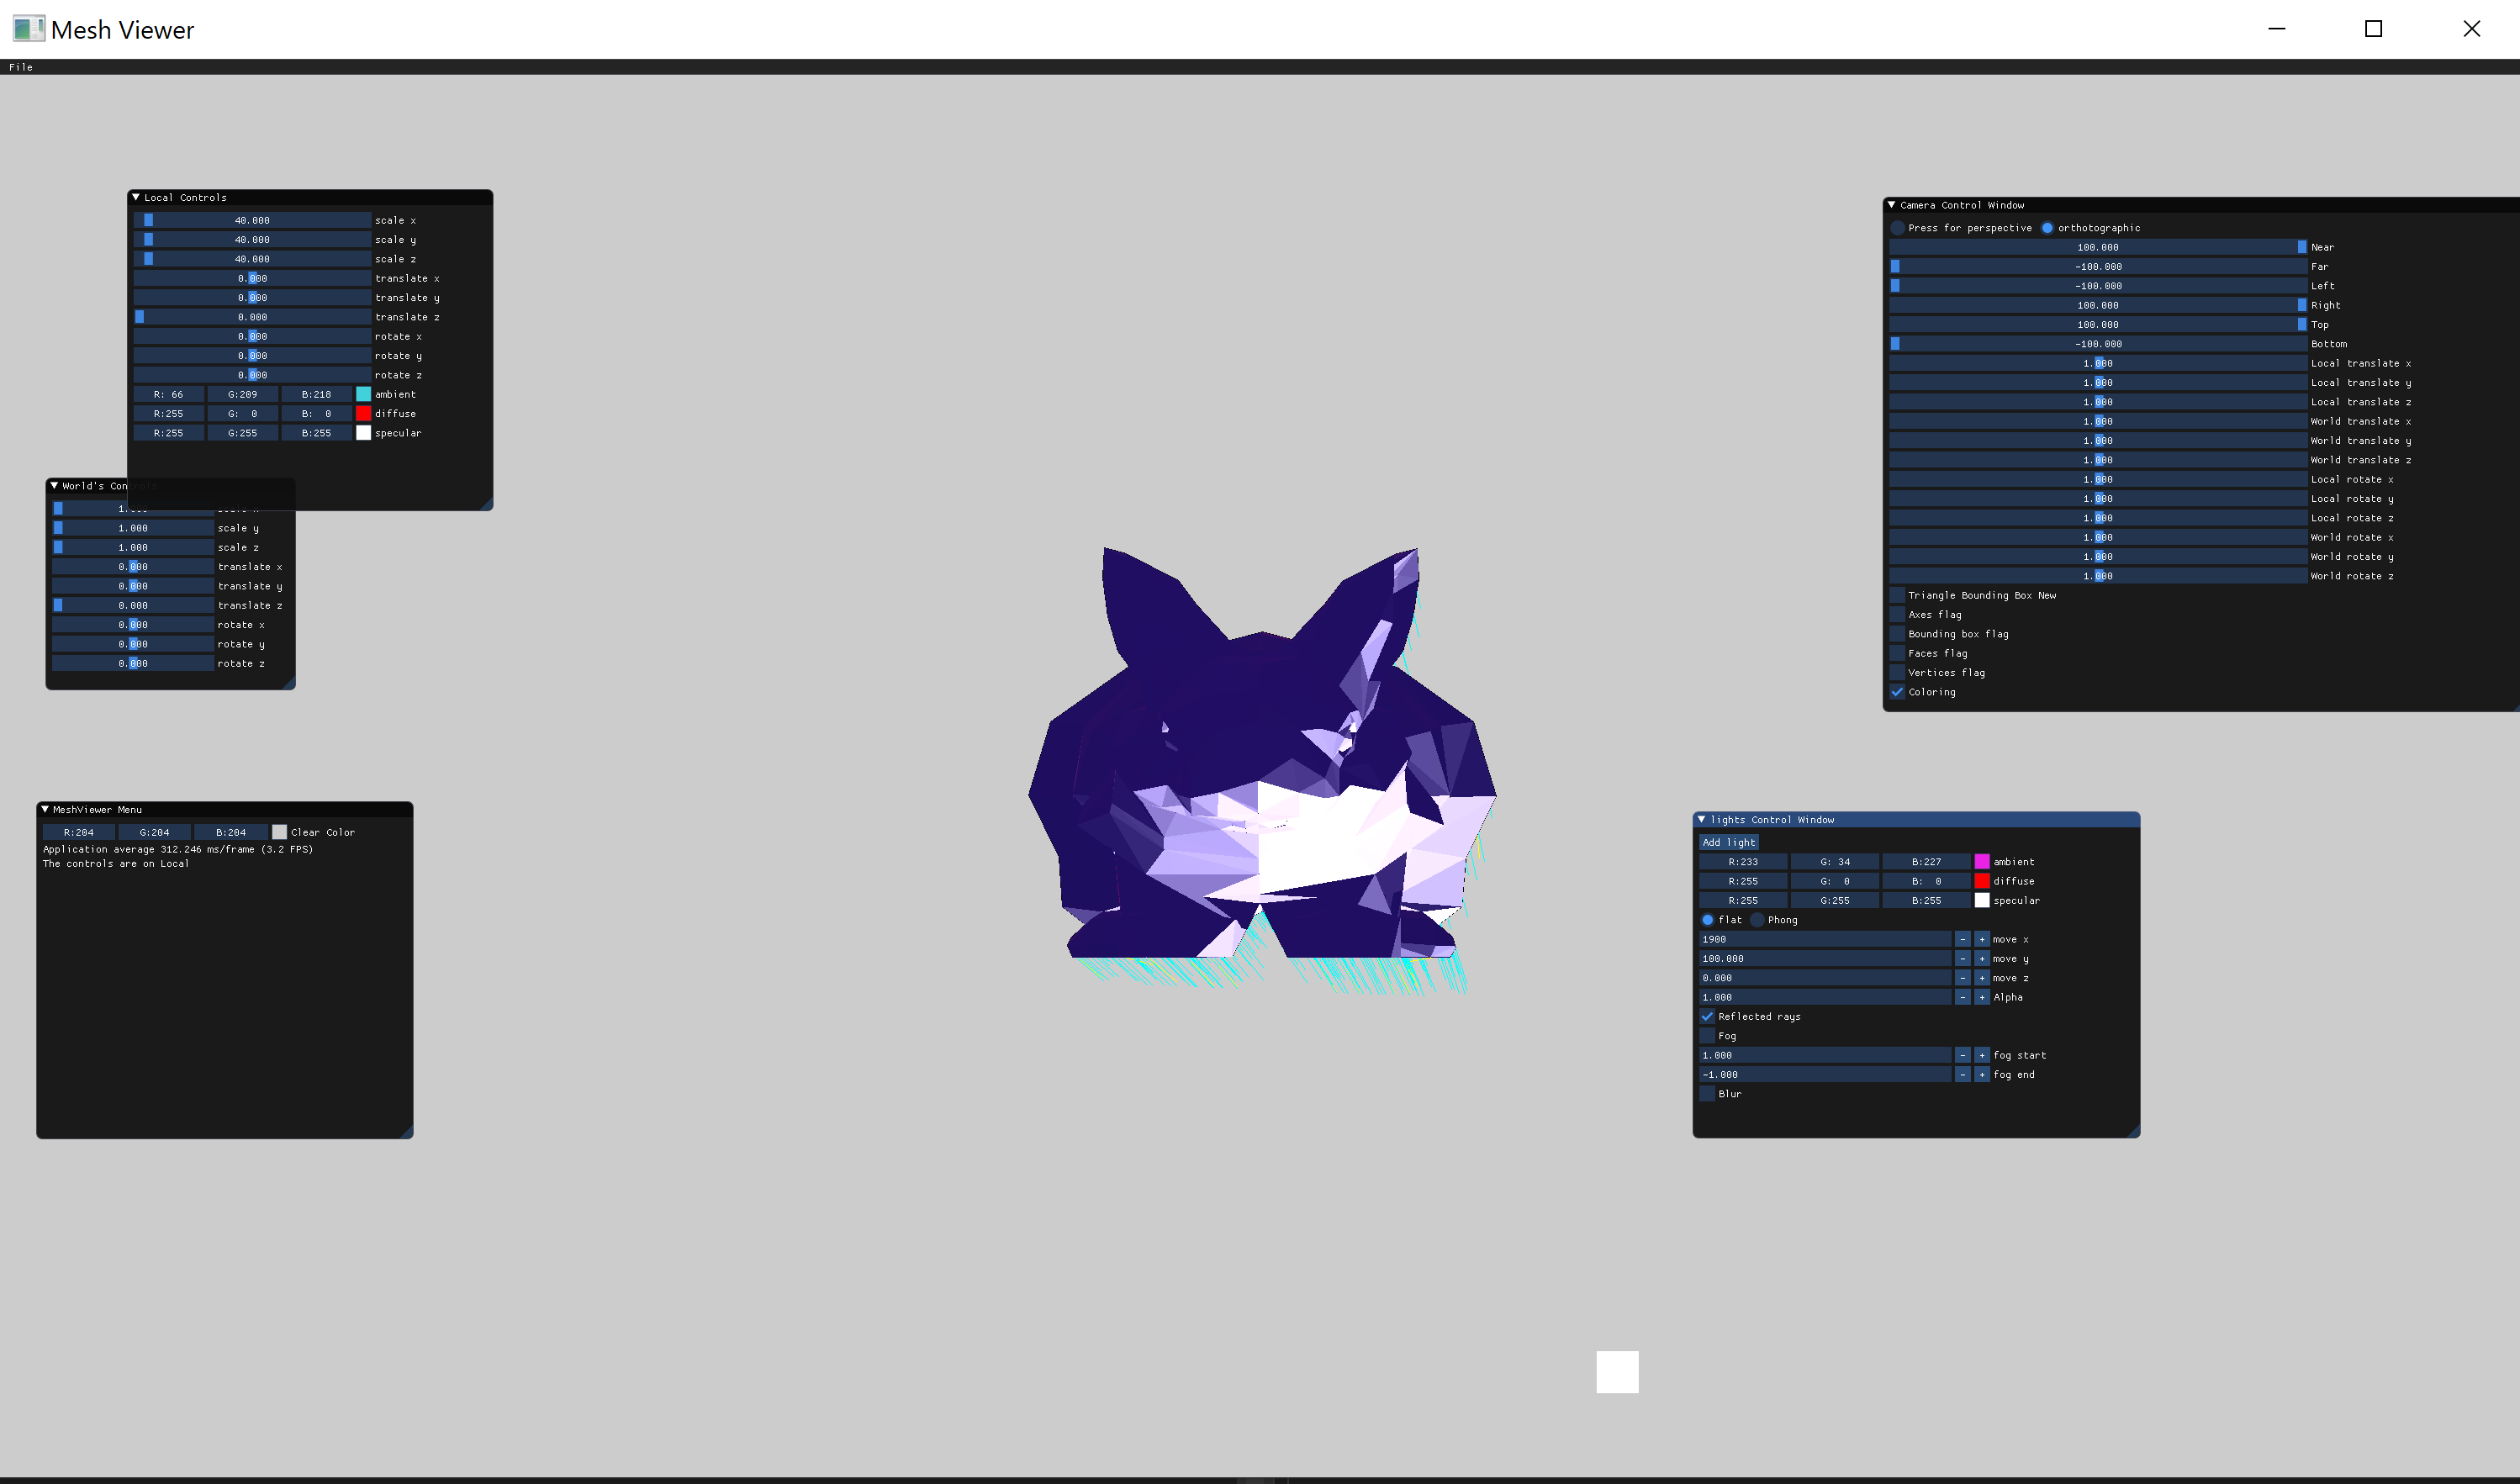 Mesh Viewer
File
Local Controls
40.000 scale x
40.000 scale y
40.000 scale z
0.000 translate x
0.000 translate y
0.000 translate z
0.000 rotate x
0.000 rotate y
0.000 rotate z
R: 66 G:209 B:218 ambient
R:255 G: 0 B: 0 diffuse
R:255 G:255 B:255 specular
World's Controls
1.000 scale y
1.000 scale z
0.000 translate x
0.000 translate y
0.000 translate z
0.000 rotate x
0.000 rotate y
0.000 rotate z
MeshViewer Menu
R:204 G:204 B:204 Clear Color
Application average 312.246 ms/frame (3.2 FPS)
The controls are on Local
Camera Control Window
Press for perspective orthotographic
100.000 Near
-100.000 Far
-100.000 Left
100.000 Right
100.000 Top
-100.000 Bottom
1.000 Local translate x
1.000 Local translate y
1.000 Local translate z
1.000 World translate x
1.000 World translate y
1.000 World translate z
1.000 Local rotate x
1.000 Local rotate y
1.000 Local rotate z
1.000 World rotate x
1.000 World rotate y
1.000 World rotate z
Triangle Bounding Box New
Axes flag
Bounding box flag
Faces flag
Vertices flag
Coloring
lights Control Window
Add light
R:233 G: 34 B:227 ambient
R:255 G: 0 B: 0 diffuse
R:255 G:255 B:255 specular
flat Phong
1900 - + move x
100.000 - + move y
0.000 - + move z
1.000 - + Alpha
Reflected rays
Fog
1.000 - + fog start
-1.000 - + fog end
Blur